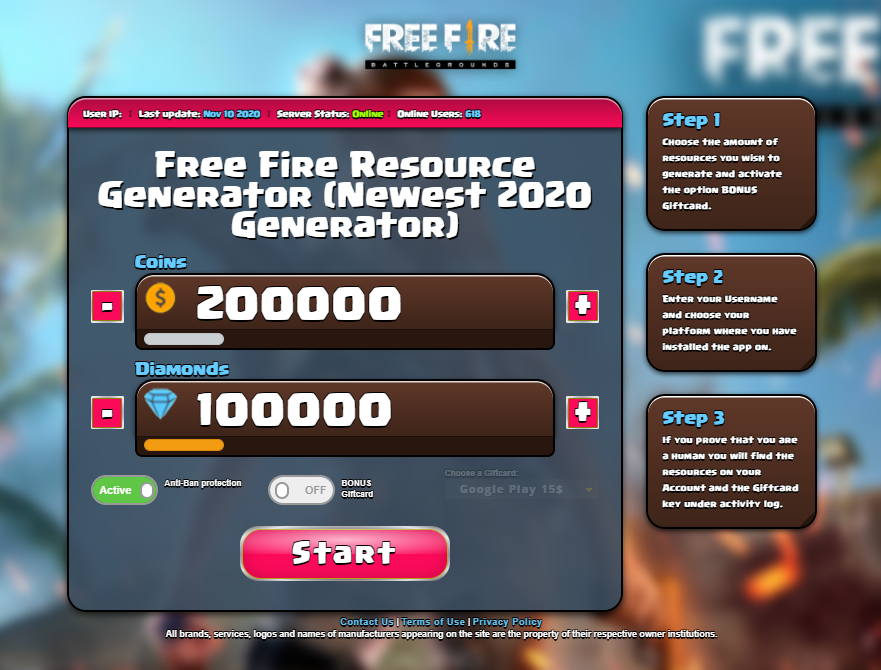 FREE FIRE
BATTLEGROUNDS
FREE
User IP: | Last update: Nov 10 2020 | Server Status: Online | Online Users: 618
Free Fire Resource
Generator (Newest 2020
Generator)
Coins
- $ 200000 +
Diamonds
- 100000 +
Active Anti-Ban protection
OFF BONUS
Giftcard
Choose a Giftcard:
Google Play 15$
Start
Step 1
Choose the amount of
resources you wish to
generate and activate
the option BONUS
Giftcard.
Step 2
Enter your Username
and choose your
platform where you have
installed the app on.
Step 3
If you prove that you are
a human you will find the
resources on your
Account and the Giftcard
key under activity log.
Contact Us | Terms of Use | Privacy Policy
All brands, services, logos and names of manufacturers appearing on the site are the property of their respective owner institutions.